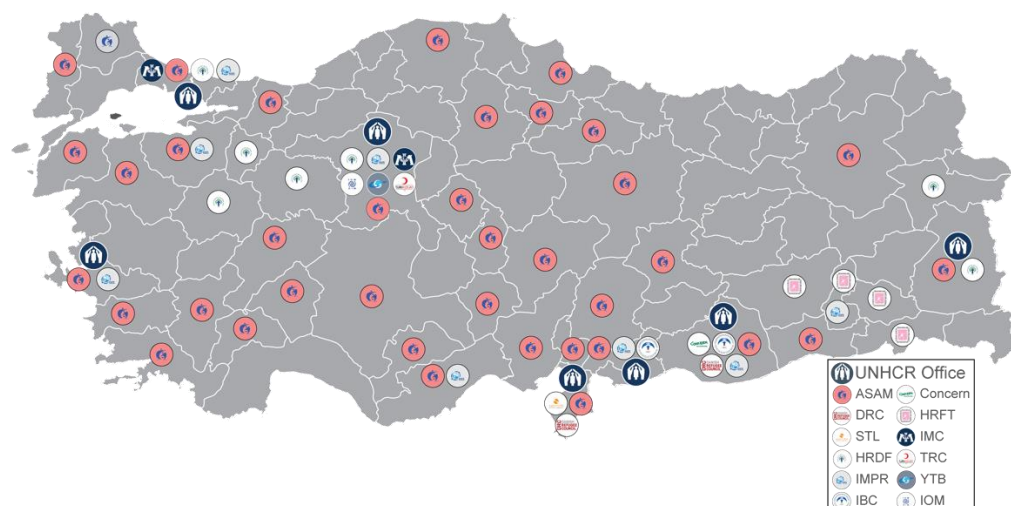 UNHCR Office
ASAM Concern
DRC HRFT
STL IMC
HRDF TRC
IMPR YTB
IBC IOM